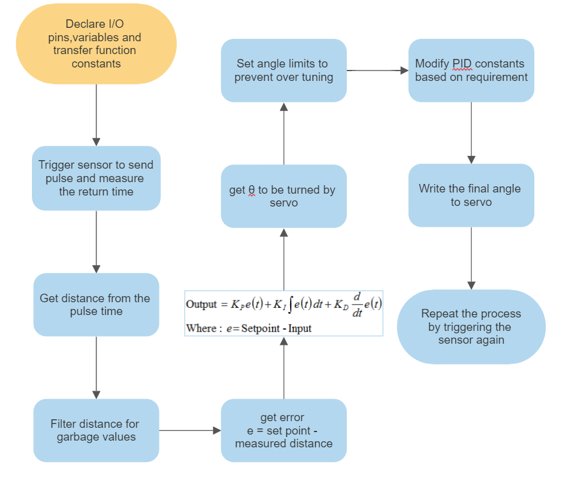 Declare I/O
pins,variables and
transfer function
constants
Trigger sensor to send
pulse and measure
the return time
Get distance from the
pulse time
Filter distance for
garbage values
get error
e = set point -
measured distance
Output = K_P e(t) + K_I ∫ e(t) dt + K_D d/dt e(t)
Where : e = Setpoint - Input
get θ to be turned by
servo
Set angle limits to
prevent over tuning
Modify PID constants
based on requirement
Write the final angle
to servo
Repeat the process
by triggering the
sensor again